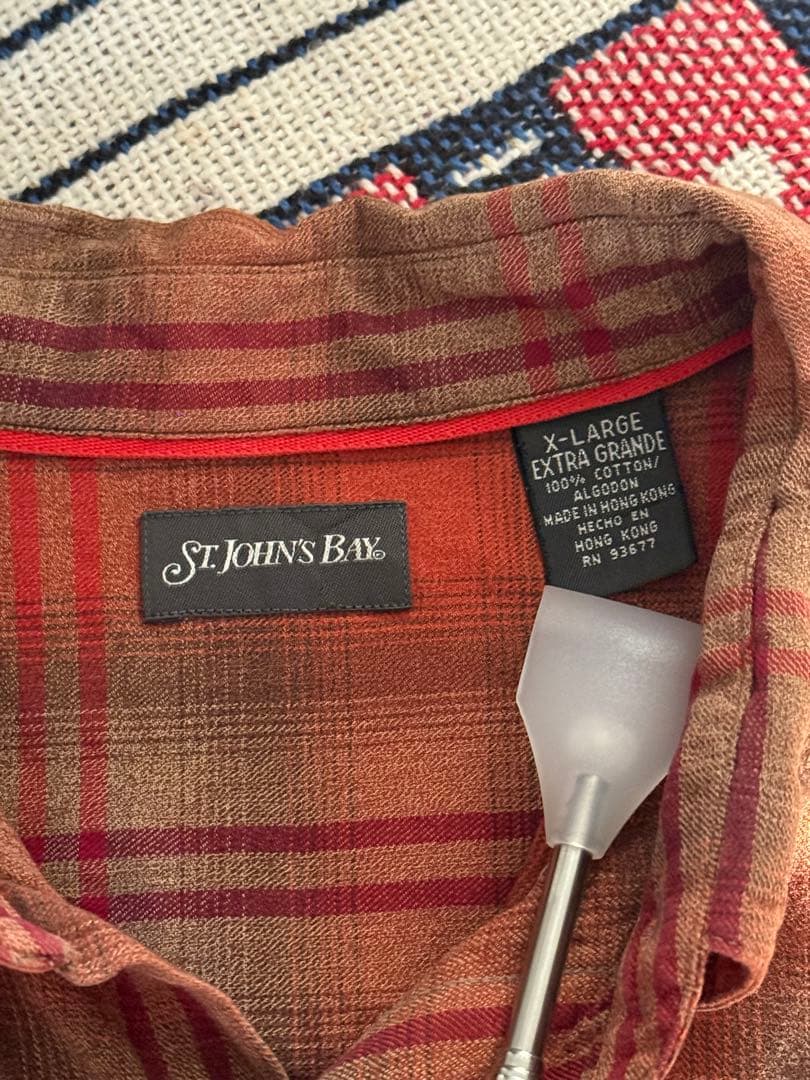 ST. JOHN'S BAY®
X-LARGE
EXTRA GRANDE
100% COTTON/
ALGODON
MADE IN HONG KONG
HECHO EN
HONG KONG
RN 93677